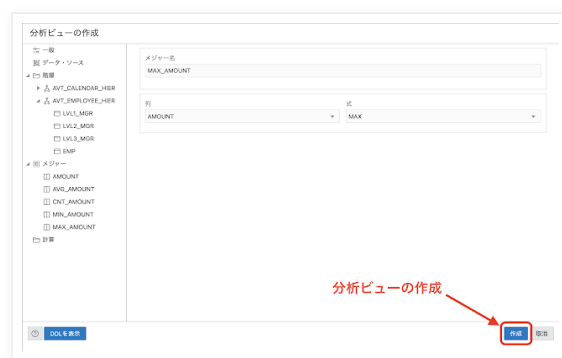 分析ビューの作成
一般
データ・ソース
階層
AVT_CALENDAR_HIER
AVT_EMPLOYEE_HIER
LVL1_MGR
LVL2_MGR
LVL3_MGR
EMP
メジャー
AMOUNT
AVG_AMOUNT
CNT_AMOUNT
MIN_AMOUNT
MAX_AMOUNT
計算
メジャー名
MAX_AMOUNT
列
AMOUNT
式
MAX
分析ビューの作成
? DDLを表示
作成 取消